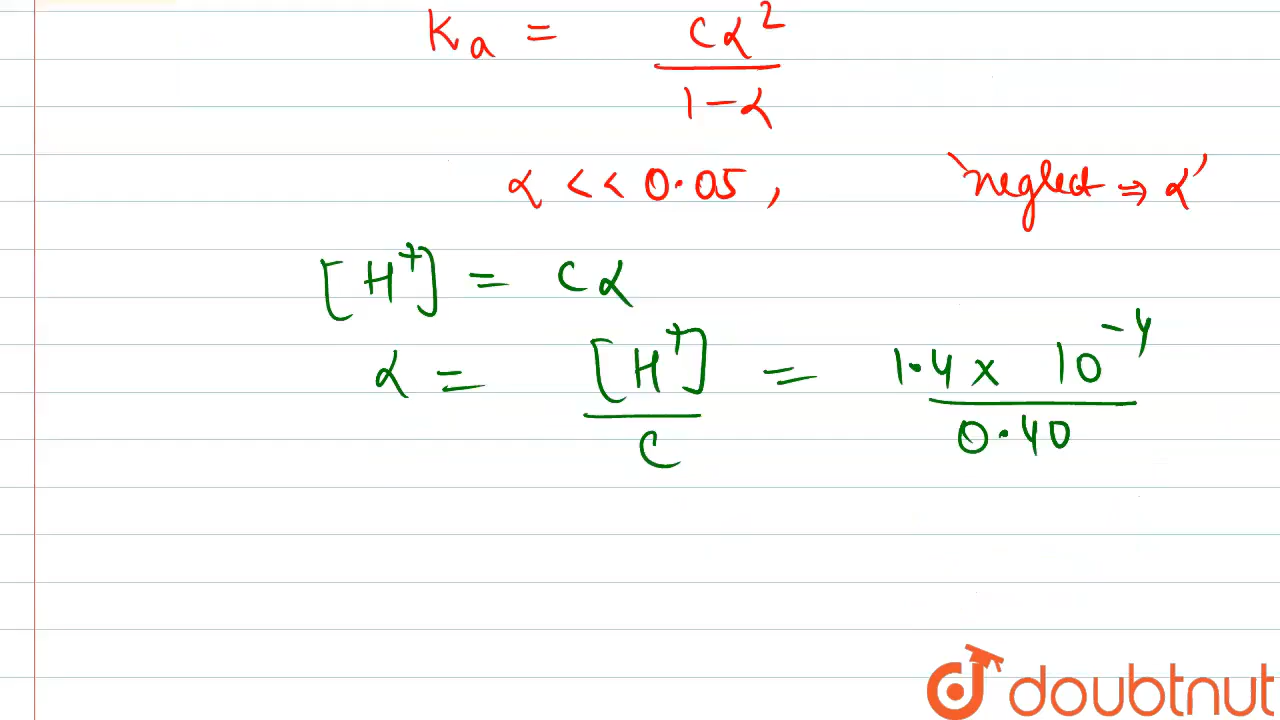 Ka = Cα²
1-α
α << 0.05, `neglect ⇒ α'
[H⁺] = Cα
α = [H⁺] = 1.4 x 10⁻⁴
C 0.40
doubtnut